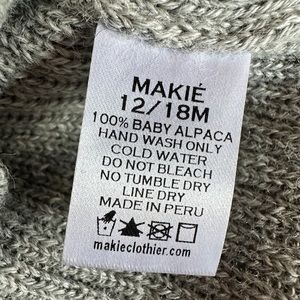 MAKIÉ
12/18M
100% BABY ALPACA
HAND WASH ONLY
COLD WATER
DO NOT BLEACH
NO TUMBLE DRY
LINE DRY
MADE IN PERU
makieclothier.com